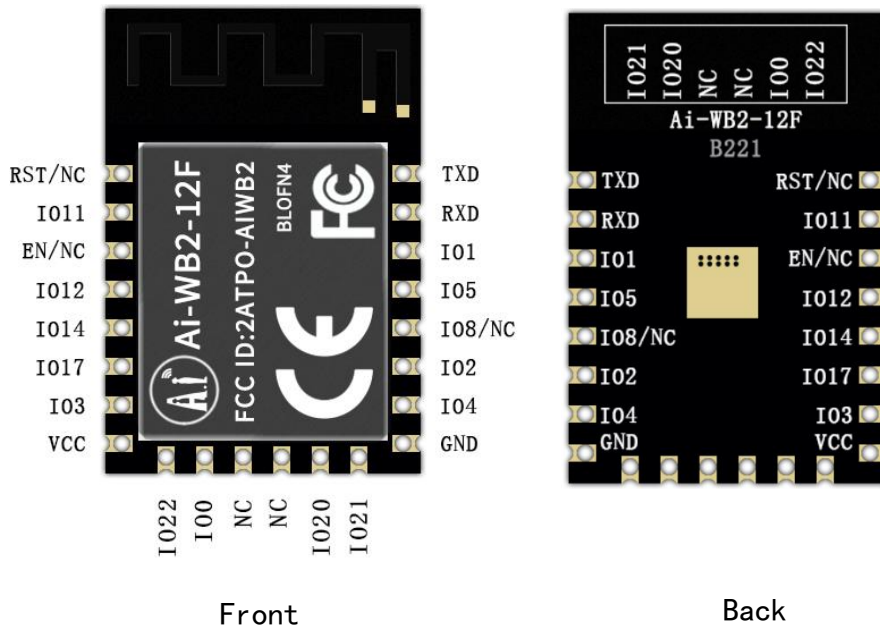 RST/NC
IO11
EN/NC
IO12
IO14
IO17
IO3
VCC
Ai
Ai-WB2-12F
FCC ID:2ATPO-AIWB2
BLOFN4
FC
CE
TXD
RXD
IO1
IO5
IO8/NC
IO2
IO4
GND
IO22
IO0
NC
NC
IO20
IO21
Front
IO21
IO20
NC
NC
IO0
IO22
Ai-WB2-12F
B221
TXD
RXD
IO1
IO5
IO8/NC
IO2
IO4
GND
RST/NC
IO11
EN/NC
IO12
IO14
IO17
IO3
VCC
Back